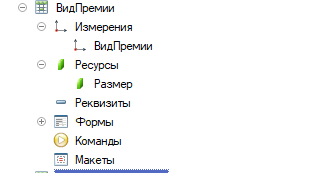 ВидПремии
Измерения
ВидПремии
Ресурсы
Размер
Реквизиты
Формы
Команды
Макеты